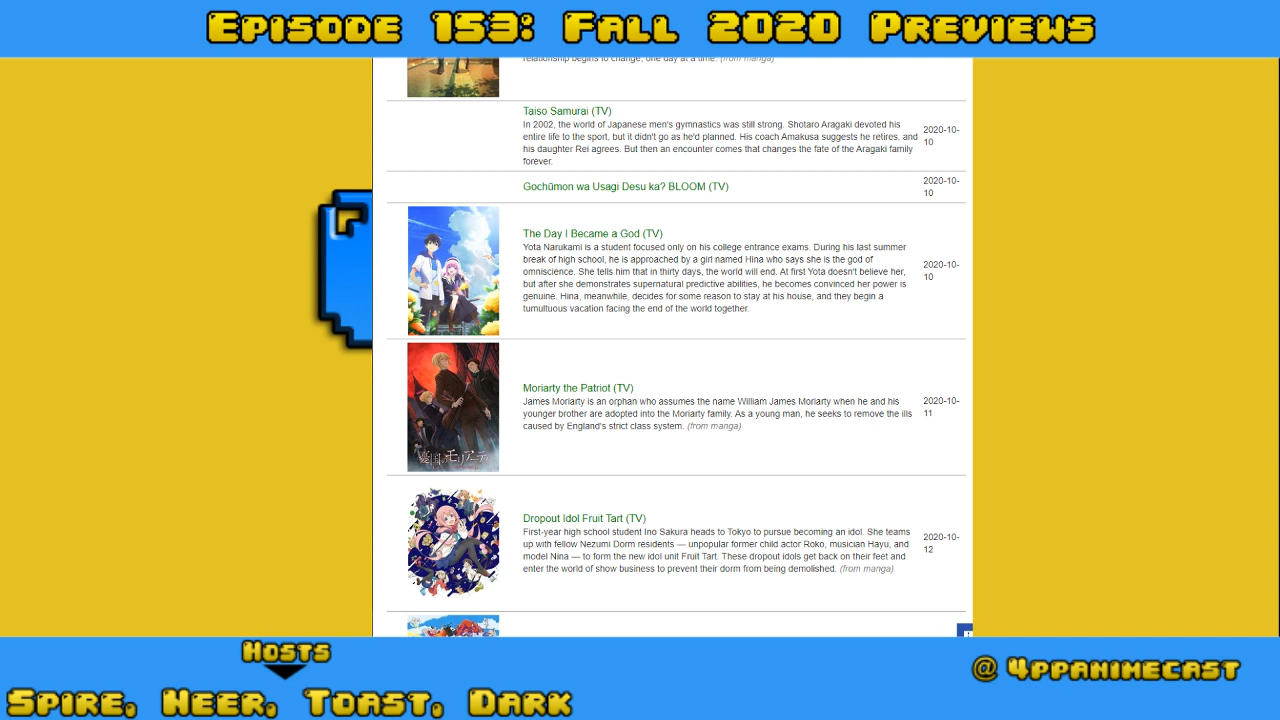 Episode 153: Fall 2020 Previews
relationship begins to change, one day at a time. (from manga)
Taiso Samurai (TV)
In 2002, the world of Japanese men's gymnastics was still strong. Shotaro Aragaki devoted his
entire life to the sport, but it didn't go as he'd planned. His coach Amakusa suggests he retires, and
his daughter Rei agrees. But then an encounter comes that changes the fate of the Aragaki family
forever.
2020-10-
10
Gochūmon wa Usagi Desu ka? BLOOM (TV)
2020-10-
10
The Day I Became a God (TV)
Yota Narukami is a student focused only on his college entrance exams. During his last summer
break of high school, he is approached by a girl named Hina who says she is the god of
omniscience. She tells him that in thirty days, the world will end. At first Yota doesn't believe her,
but after she demonstrates supernatural predictive abilities, he becomes convinced her power is
genuine. Hina, meanwhile, decides for some reason to stay at his house, and they begin a
tumultuous vacation facing the end of the world together.
2020-10-
10
憂国のモリアーティ
Moriarty the Patriot (TV)
James Moriarty is an orphan who assumes the name William James Moriarty when he and his
younger brother are adopted into the Moriarty family. As a young man, he seeks to remove the ills
caused by England's strict class system. (from manga)
2020-10-
11
Dropout Idol Fruit Tart (TV)
First-year high school student Ino Sakura heads to Tokyo to pursue becoming an idol. She teams
up with fellow Nezumi Dorm residents — unpopular former child actor Roko, musician Hayu, and
model Nina — to form the new idol unit Fruit Tart. These dropout idols get back on their feet and
enter the world of show business to prevent their dorm from being demolished. (from manga)
2020-10-
12
Hosts
Spire, Neer, Toast, Dark
@ 4ppanimecast